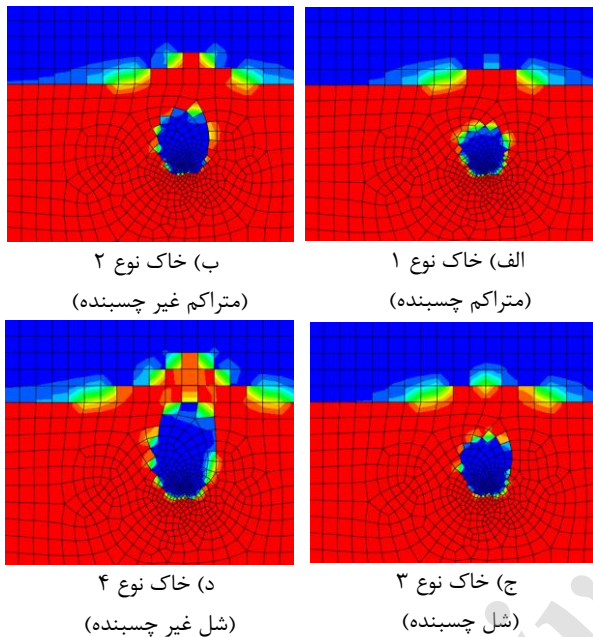 الف) خاک نوع ۱
(متراکم چسبنده)
ب) خاک نوع ۲
(متراکم غیر چسبنده)
ج) خاک نوع ۳
(شل چسبنده)
د) خاک نوع ۴
(شل غیر چسبنده)